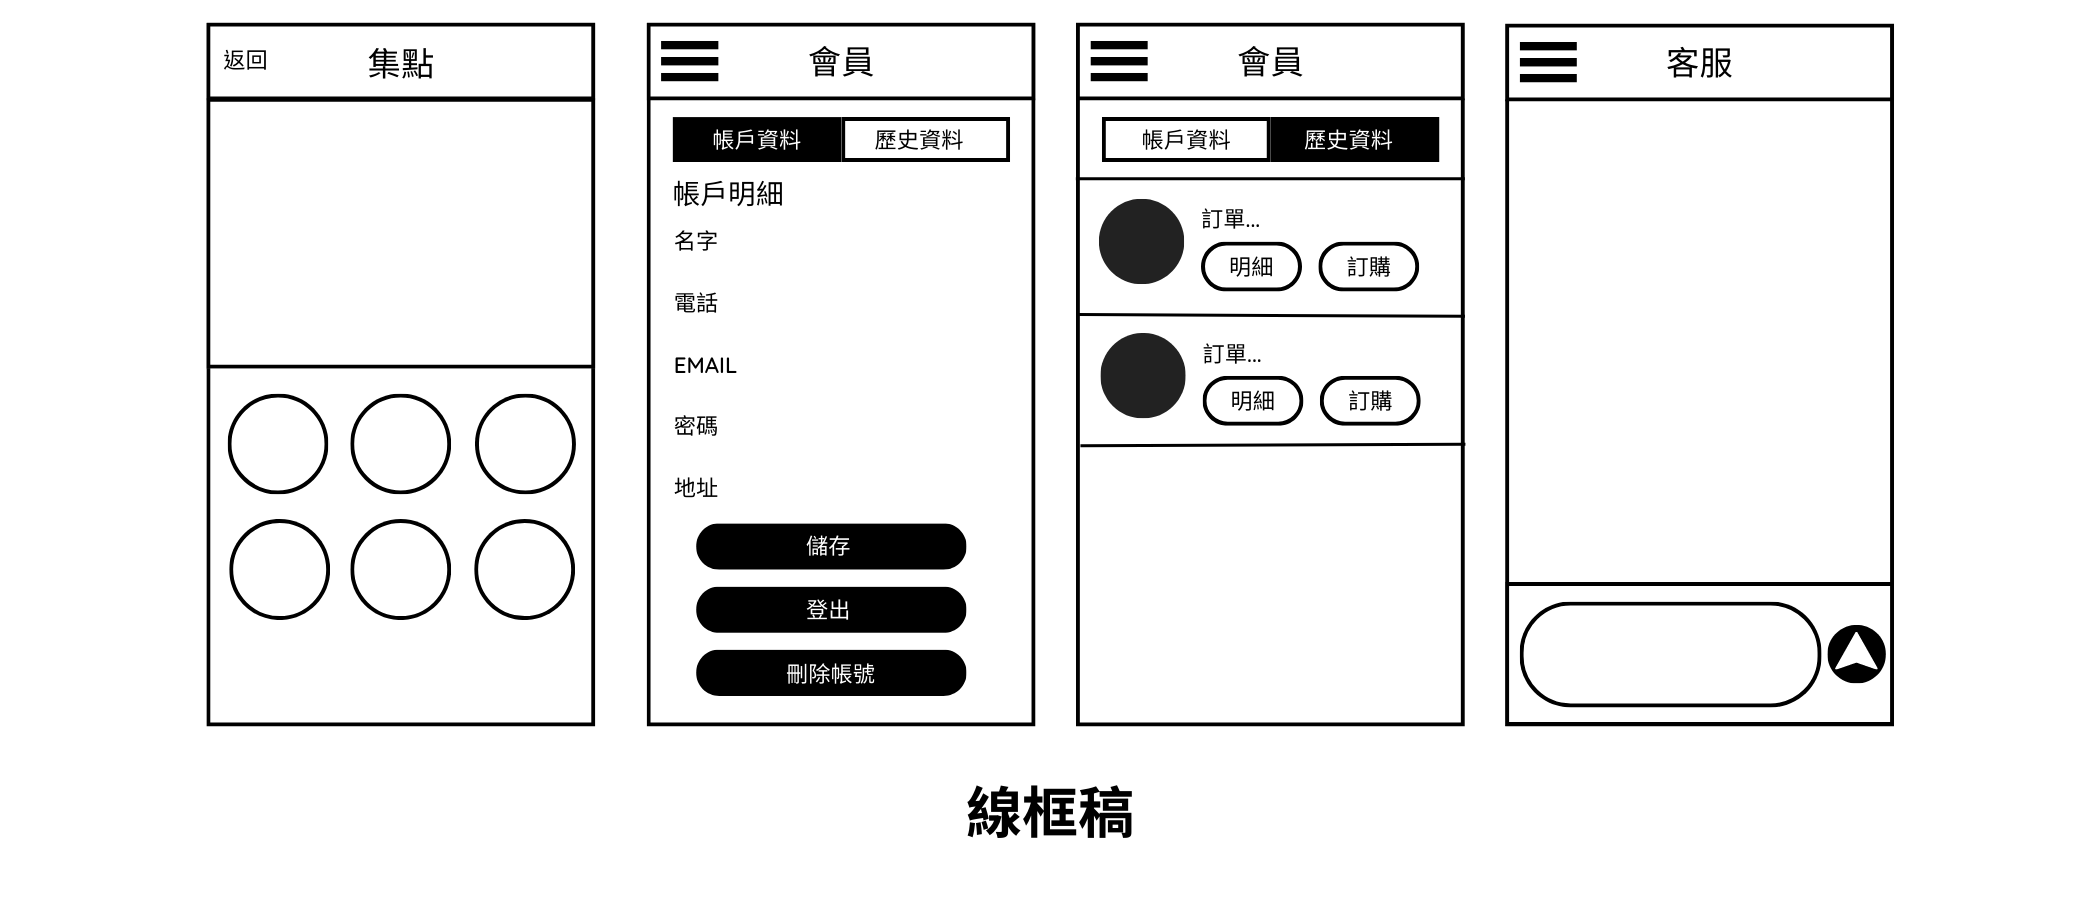 返回
集點
會員
帳戶資料
歷史資料
帳戶明細
名字
電話
EMAIL
密碼
地址
儲存
登出
刪除帳號
會員
帳戶資料
歷史資料
訂單...
明細
訂購
訂單...
明細
訂購
客服
線框稿